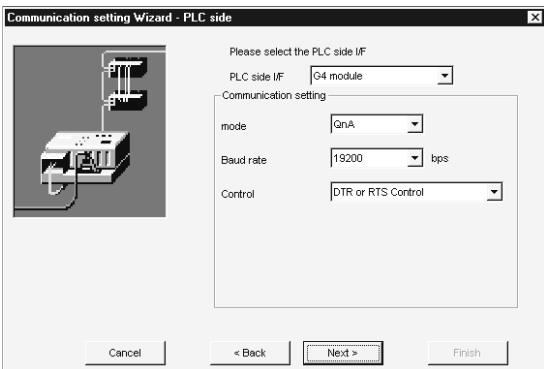 Communication setting Wizard - PLC side
Please select the PLC side I/F
PLC side I/F G4 module
Communication setting
mode QnA
Baud rate 19200 bps
Control DTR or RTS Control
Cancel < Back Next > Finish